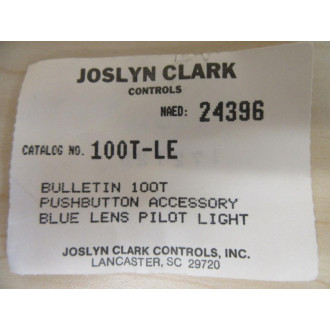 JOSLYN CLARK
CONTROLS
NAED: 24396
CATALOG NO. 100T-LE
BULLETIN 100T
PUSHBUTTON ACCESSORY
BLUE LENS PILOT LIGHT
JOSLYN CLARK CONTROLS, INC.
LANCASTER, SC 29720